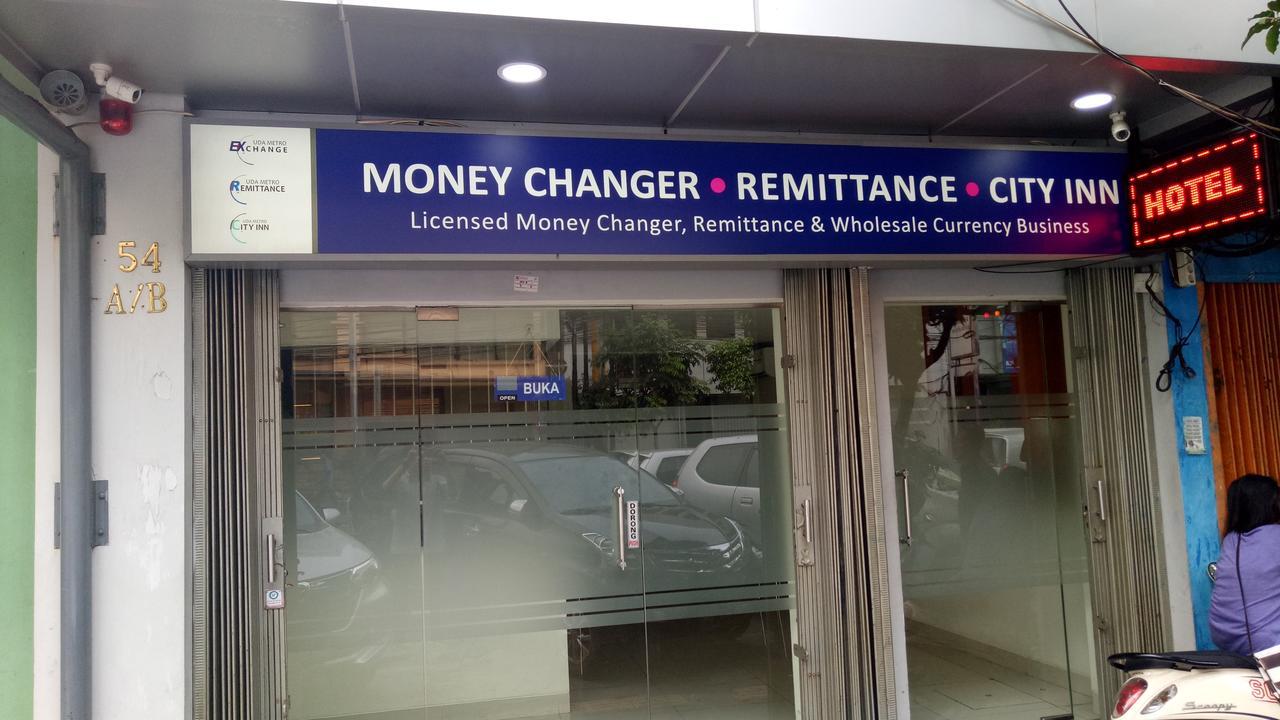 UDA METRO
EXCHANGE
UDA METRO
REMITTANCE
UDA METRO
CITY INN
MONEY CHANGER • REMITTANCE • CITY INN
Licensed Money Changer, Remittance & Wholesale Currency Business
HOTEL
54
A/B
BUKA
OPEN
DORONG
Scoopy